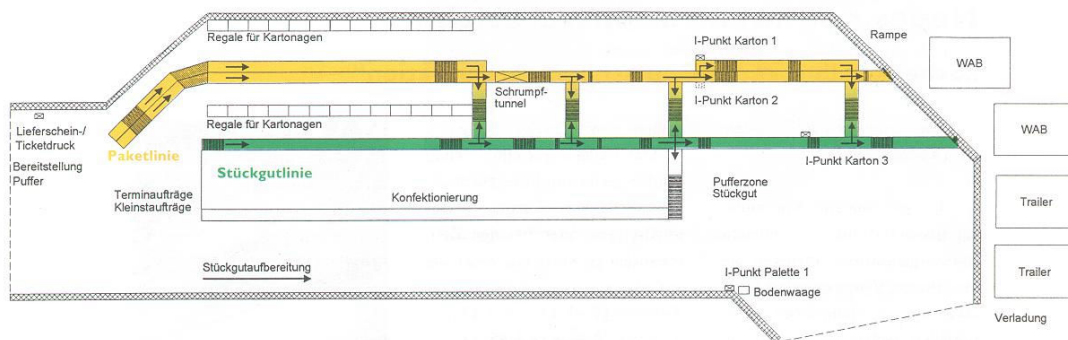 Regale für Kartonagen
I-Punkt Karton 1
Rampe
WAB
Schrumpf-
tunnel
I-Punkt Karton 2
Lieferschein-/
Ticketdruck
Paketlinie
Regale für Kartonagen
WAB
Bereitstellung
Puffer
Stückgutlinie
I-Punkt Karton 3
Terminaufträge
Kleinstaufträge
Konfektionierung
Pufferzone
Stückgut
Trailer
Stückgutaufbereitung
I-Punkt Palette 1
Bodenwaage
Trailer
Verladung